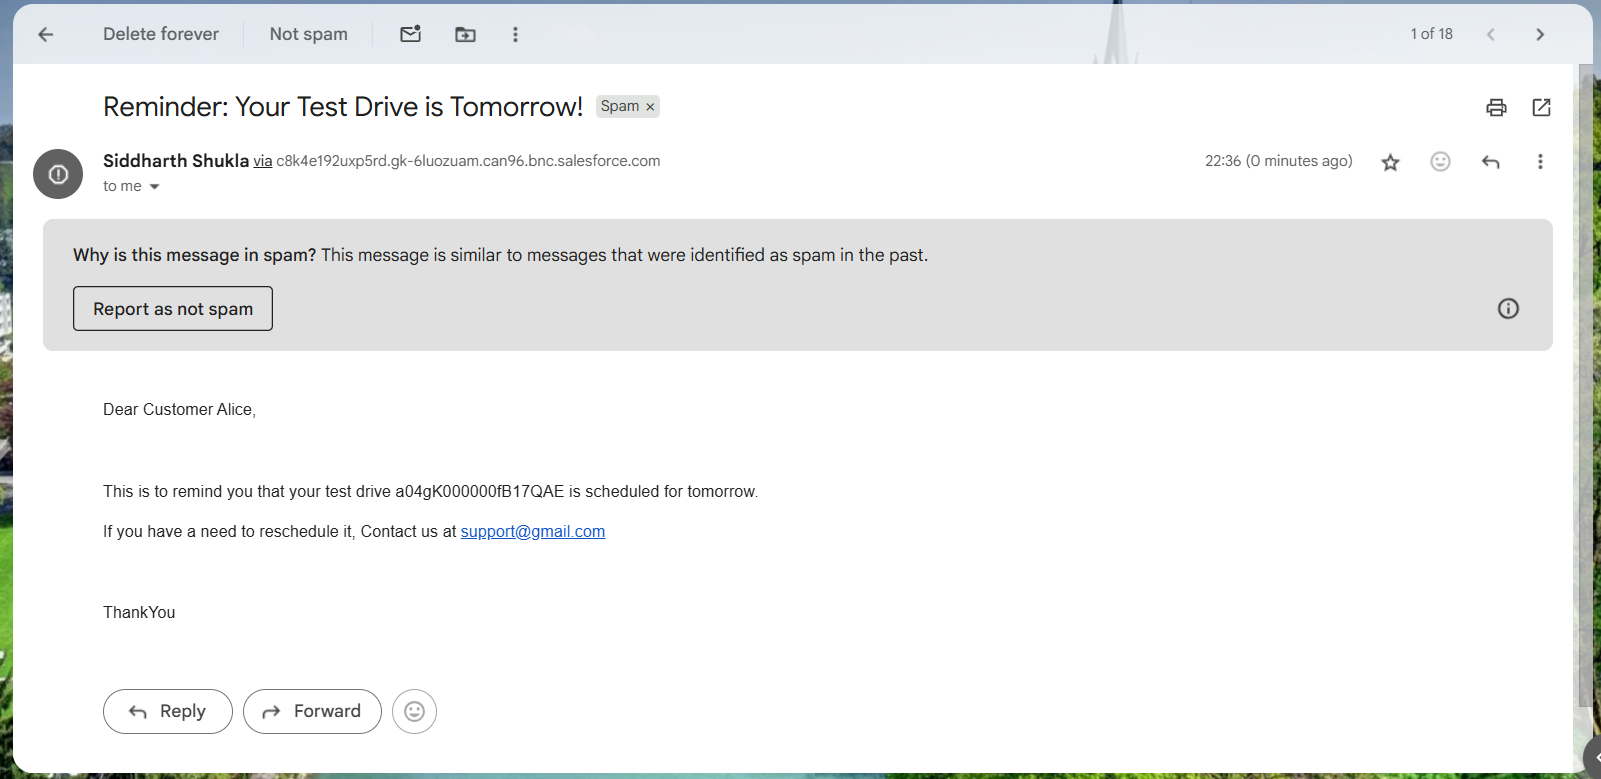 Delete forever Not spam 1 of 18
Reminder: Your Test Drive is Tomorrow! Spam ×
Siddharth Shukla via c8k4e192uxp5rd.gk-6luozuam.can96.bnc.salesforce.com 22:36 (0 minutes ago)
to me
Why is this message in spam? This message is similar to messages that were identified as spam in the past.
Report as not spam
Dear Customer Alice,
This is to remind you that your test drive a04gK000000fB17QAE is scheduled for tomorrow.
If you have a need to reschedule it, Contact us at support@gmail.com
ThankYou
Reply Forward